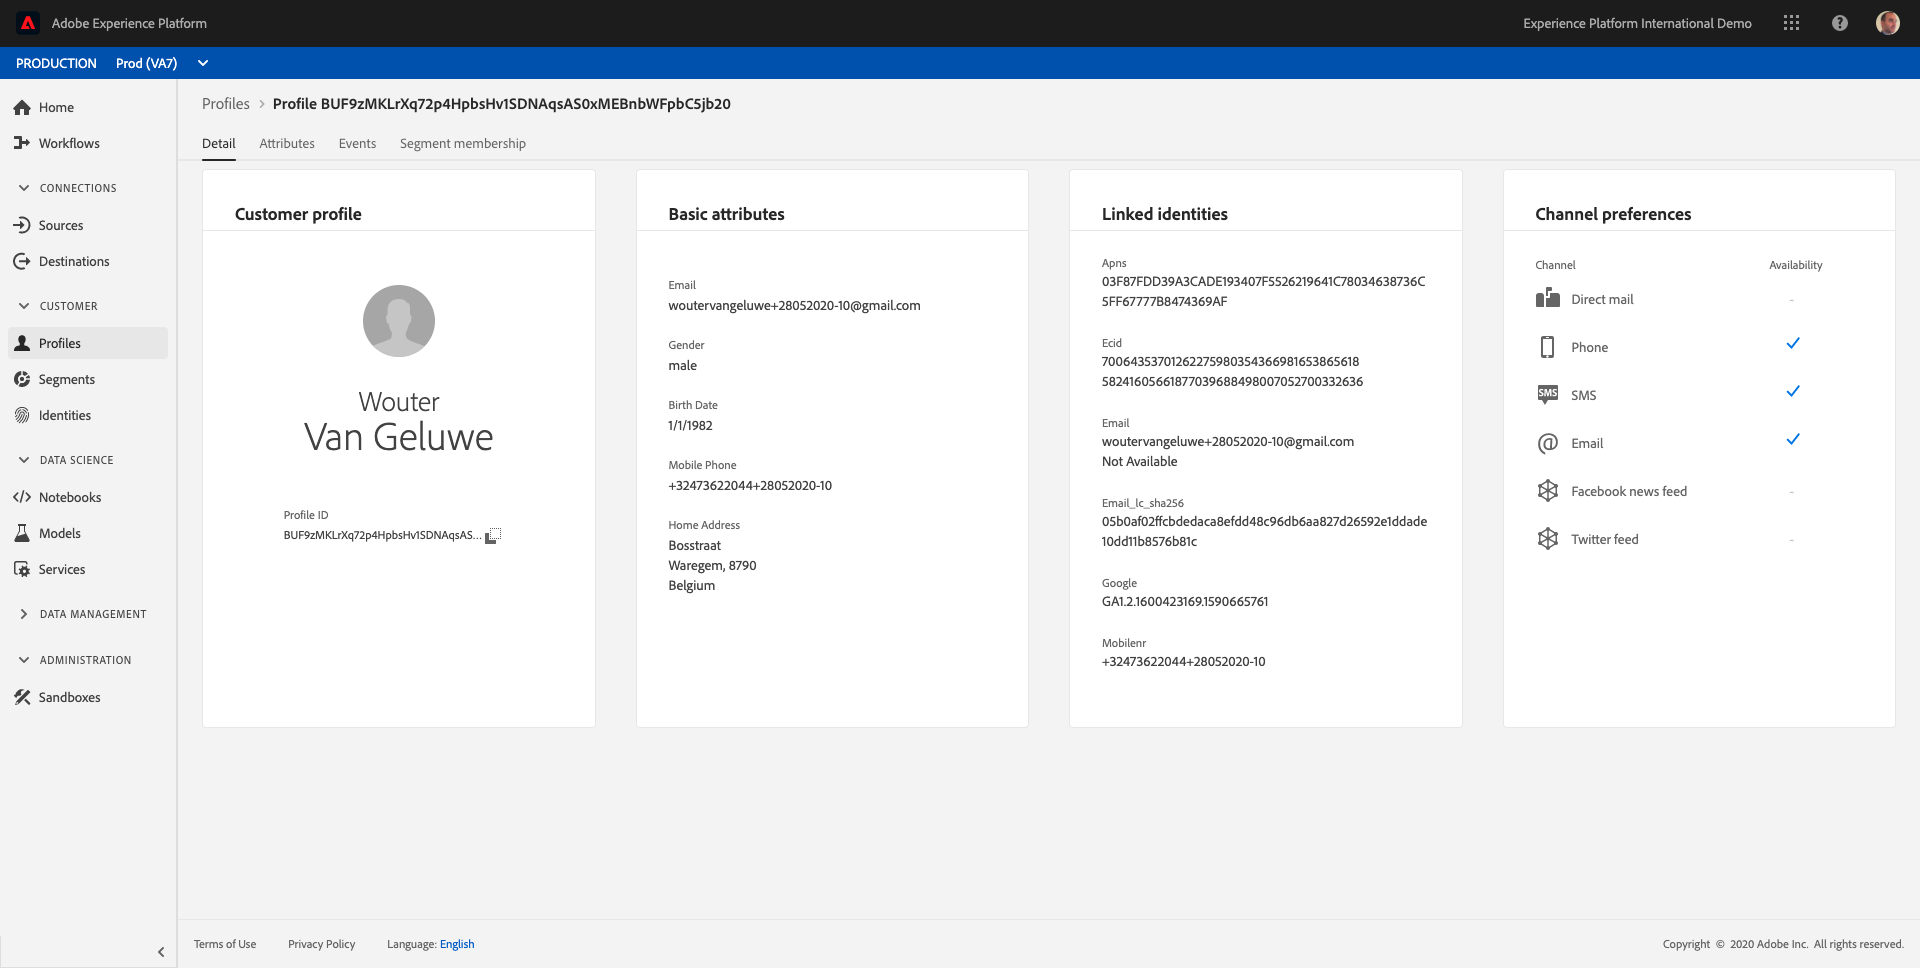 Adobe Experience Platform
Experience Platform International Demo
PRODUCTION Prod (VA7)
Home
Workflows
CONNECTIONS
Sources
Destinations
CUSTOMER
Profiles
Segments
Identities
DATA SCIENCE
Notebooks
Models
Services
DATA MANAGEMENT
ADMINISTRATION
Sandboxes
Profiles > Profile BUF9zMKLrXq72p4HpbsHv1SDNAqsAS0xMEBnbWFpbC5jb20
Detail Attributes Events Segment membership
Customer profile
Wouter
Van Geluwe
Profile ID
BUF9zMKLrXq72p4HpbsHv1SDNAqsAS...
Basic attributes
Email
woutervangeluwe+28052020-10@gmail.com
Gender
male
Birth Date
1/1/1982
Mobile Phone
+32473622044+28052020-10
Home Address
Bosstraat
Waregem, 8790
Belgium
Linked identities
Apns
03F87FDD39A3CADE193407F5526219641C78034638736C
5FF67777B8474369AF
Ecid
70064353701262275980354366981653865618
58241605661877039688498007052700332636
Email
woutervangeluwe+28052020-10@gmail.com
Not Available
Email_lc_sha256
05b0af02ffcbdedaca8efdd48c96db6aa827d26592e1ddade
10dd11b8576b81c
Google
GA1.2.1600423169.1590665761
Mobilenr
+32473622044+28052020-10
Channel preferences
Channel Availability
Direct mail -
Phone
SMS SMS
Email
Facebook news feed -
Twitter feed -
Terms of Use Privacy Policy Language: English
Copyright © 2020 Adobe Inc. All rights reserved.